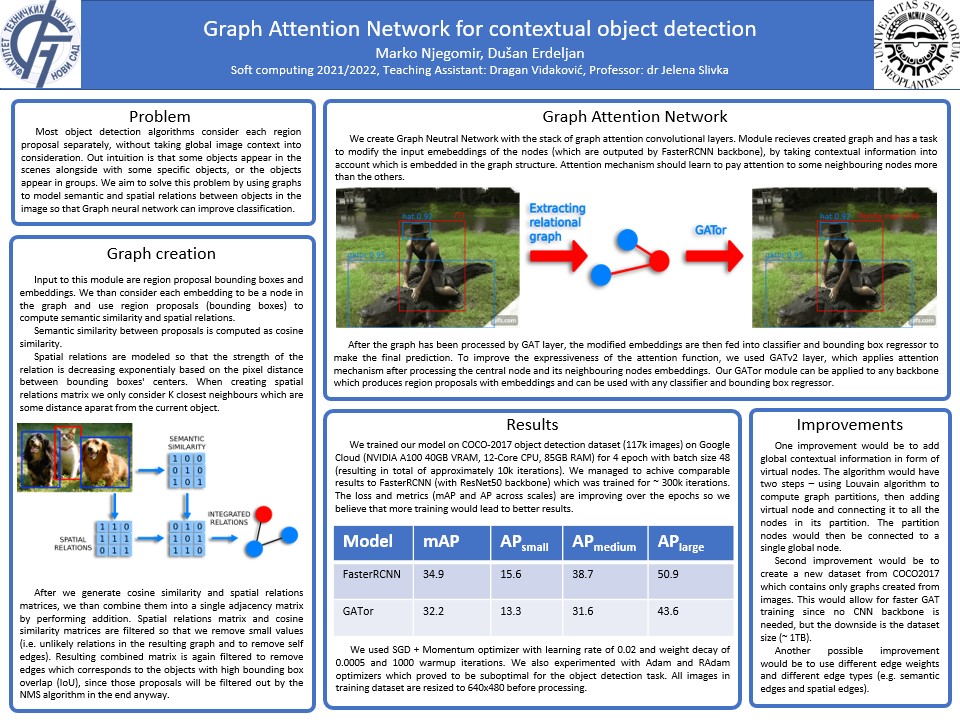 Graph Attention Network for contextual object detection
Marko Njegomir, Dušan Erdeljan
Soft computing 2021/2022, Teaching Assistant: Dragan Vidaković, Professor: dr Jelena Slivka
ФАКУЛТЕТ ТЕХНИЧКИХ НАУКА
НОВИ САД
UNIVERSITAS STUDIORUM
NEOPLANTENSIS
MCMLX
Problem
Most object detection algorithms consider each region
proposal separately, without taking global image context into
consideration. Out intuition is that some objects appear in the
scenes alongside with some specific objects, or the objects
appear in groups. We aim to solve this problem by using graphs
to model semantic and spatial relations between objects in the
image so that Graph neural network can improve classification.
Graph creation
Input to this module are region proposal bounding boxes and
embeddings. We than consider each embedding to be a node in
the graph and use region proposals (bounding boxes) to
compute semantic similarity and spatial relations.
Semantic similarity between proposals is computed as cosine
similarity.
Spatial relations are modeled so that the strength of the
relation is decreasing exponentialy based on the pixel distance
between bounding boxes' centers. When creating spatial
relations matrix we only consider K closest neighbours which are
some distance aparat from the current object.
SEMANTIC
SIMILARITY
1 0 0
0 1 0
1 0 1
INTEGRATED
RELATIONS
SPATIAL
RELATIONS
1 1 0
1 1 1
0 1 1
0 1 0
1 0 1
1 1 0
After we generate cosine similarity and spatial relations
matrices, we than combine them into a single adjacency matrix
by performing addition. Spatial relations matrix and cosine
similarity matrices are filtered so that we remove small values
(i.e. unlikely relations in the resulting graph and to remove self
edges). Resulting combined matrix is again filtered to remove
edges which corresponds to the objects with high bounding box
overlap (IoU), since those proposals will be filtered out by the
NMS algorithm in the end anyway.
Graph Attention Network
We create Graph Neutral Network with the stack of graph attention convolutional layers. Module recieves created graph and has a task
to modify the input emebeddings of the nodes (which are outputed by FasterRCNN backbone), by taking contextual information into
account which is embedded in the graph structure. Attention mechanism should learn to pay attention to some neighbouring nodes more
than the others.
hat 0.92
Extracting
relational
graph
GATor
hat 0.92
After the graph has been processed by GAT layer, the modified embeddings are then fed into classifier and bounding box regressor to
make the final prediction. To improve the expressiveness of the attention function, we used GATv2 layer, which applies attention
mechanism after processing the central node and its neighbouring nodes embeddings. Our GATor module can be applied to any backbone
which produces region proposals with embeddings and can be used with any classifier and bounding box regressor.
Results
We trained our model on COCO-2017 object detection dataset (117k images) on Google
Cloud (NVIDIA A100 40GB VRAM, 12-Core CPU, 85GB RAM) for 4 epoch with batch size 48
(resulting in total of approximately 10k iterations). We managed to achive comparable
results to FasterRCNN (with ResNet50 backbone) which was trained for ~ 300k iterations.
The loss and metrics (mAP and AP across scales) are improving over the epochs so we
believe that more training would lead to better results.
Model mAP APsmall APmedium APlarge
FasterRCNN 34.9 15.6 38.7 50.9
GATor 32.2 13.3 31.6 43.6
We used SGD + Momentum optimizer with learning rate of 0.02 and weight decay of
0.0005 and 1000 warmup iterations. We also experimented with Adam and RAdam
optimizers which proved to be suboptimal for the object detection task. All images in
training dataset are resized to 640x480 before processing.
Improvements
One improvement would be to add
global contextual information in form of
virtual nodes. The algorithm would have
two steps – using Louvain algorithm to
compute graph partitions, then adding
virtual node and connecting it to all the
nodes in its partition. The partition
nodes would then be connected to a
single global node.
Second improvement would be to
create a new dataset from COCO2017
which contains only graphs created from
images. This would allow for faster GAT
training since no CNN backbone is
needed, but the downside is the dataset
size (~ 1TB).
Another possible improvement
would be to use different edge weights
and different edge types (e.g. semantic
edges and spatial edges).